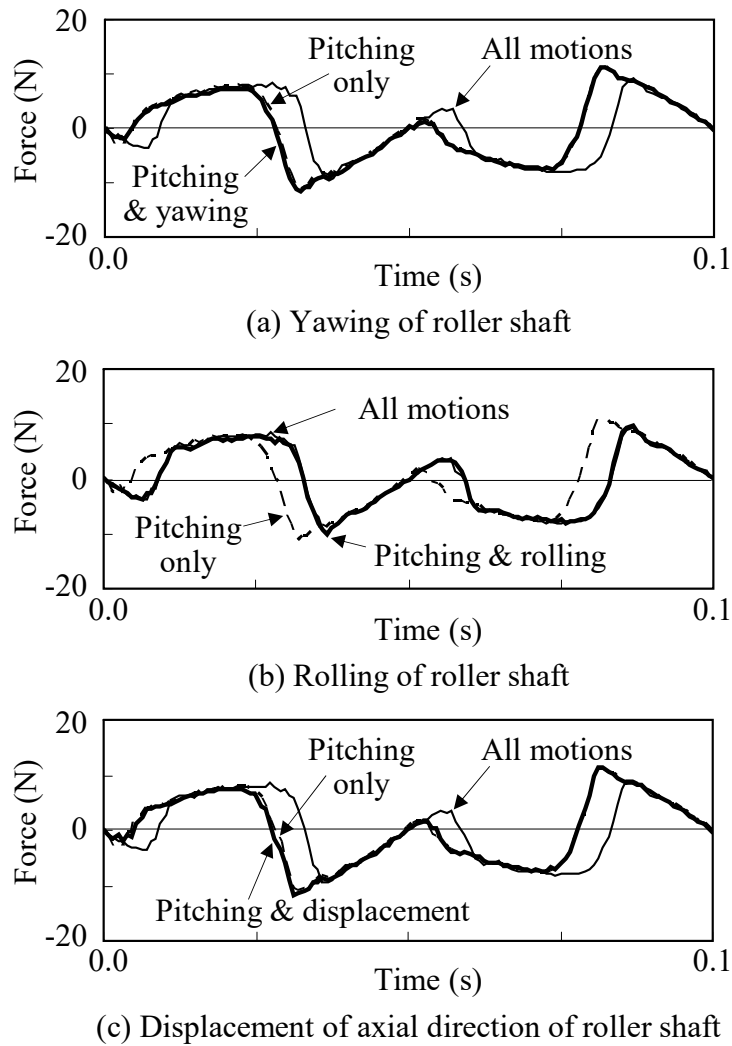 20
Pitching
only
All motions
Force (N)
0
Pitching
& yawing
-20
0.0
0.1
Time (s)
(a) Yawing of roller shaft
20
All motions
Force (N)
0
Pitching
only
Pitching & rolling
-20
0.0
0.1
Time (s)
(b) Rolling of roller shaft
20
Pitching
only
All motions
Force (N)
0
Pitching & displacement
-20
0.0
0.1
Time (s)
(c) Displacement of axial direction of roller shaft